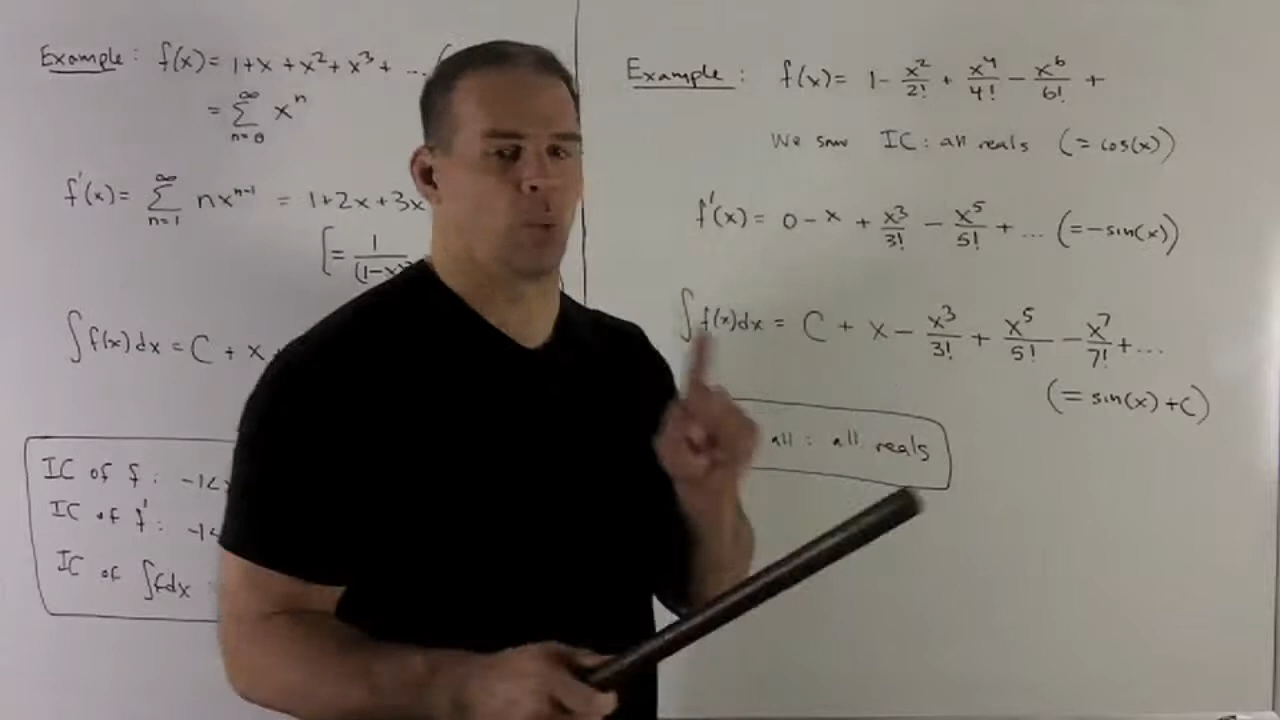 Example: f(x) = 1+x+x²+x³+ ...
= ∑_{n=0}^{∞} xⁿ
f'(x) = ∑_{n=1}^{∞} nx^{n-1} = 1+2x+3x
[= 1/(1-x)
∫f(x)dx = C + x
IC of f: -1<
IC of f': -1<
IC of ∫fdx :
Example: f(x) = 1 - x²/2! + x⁴/4! - x⁶/6! +
We saw IC: all reals (= cos(x))
f'(x) = 0 - x + x³/3! - x⁵/5! + ... (= -sin(x))
∫f(x)dx = C + x - x³/3! + x⁵/5! - x⁷/7! + ...
(= sin(x) + C)
all: all reals